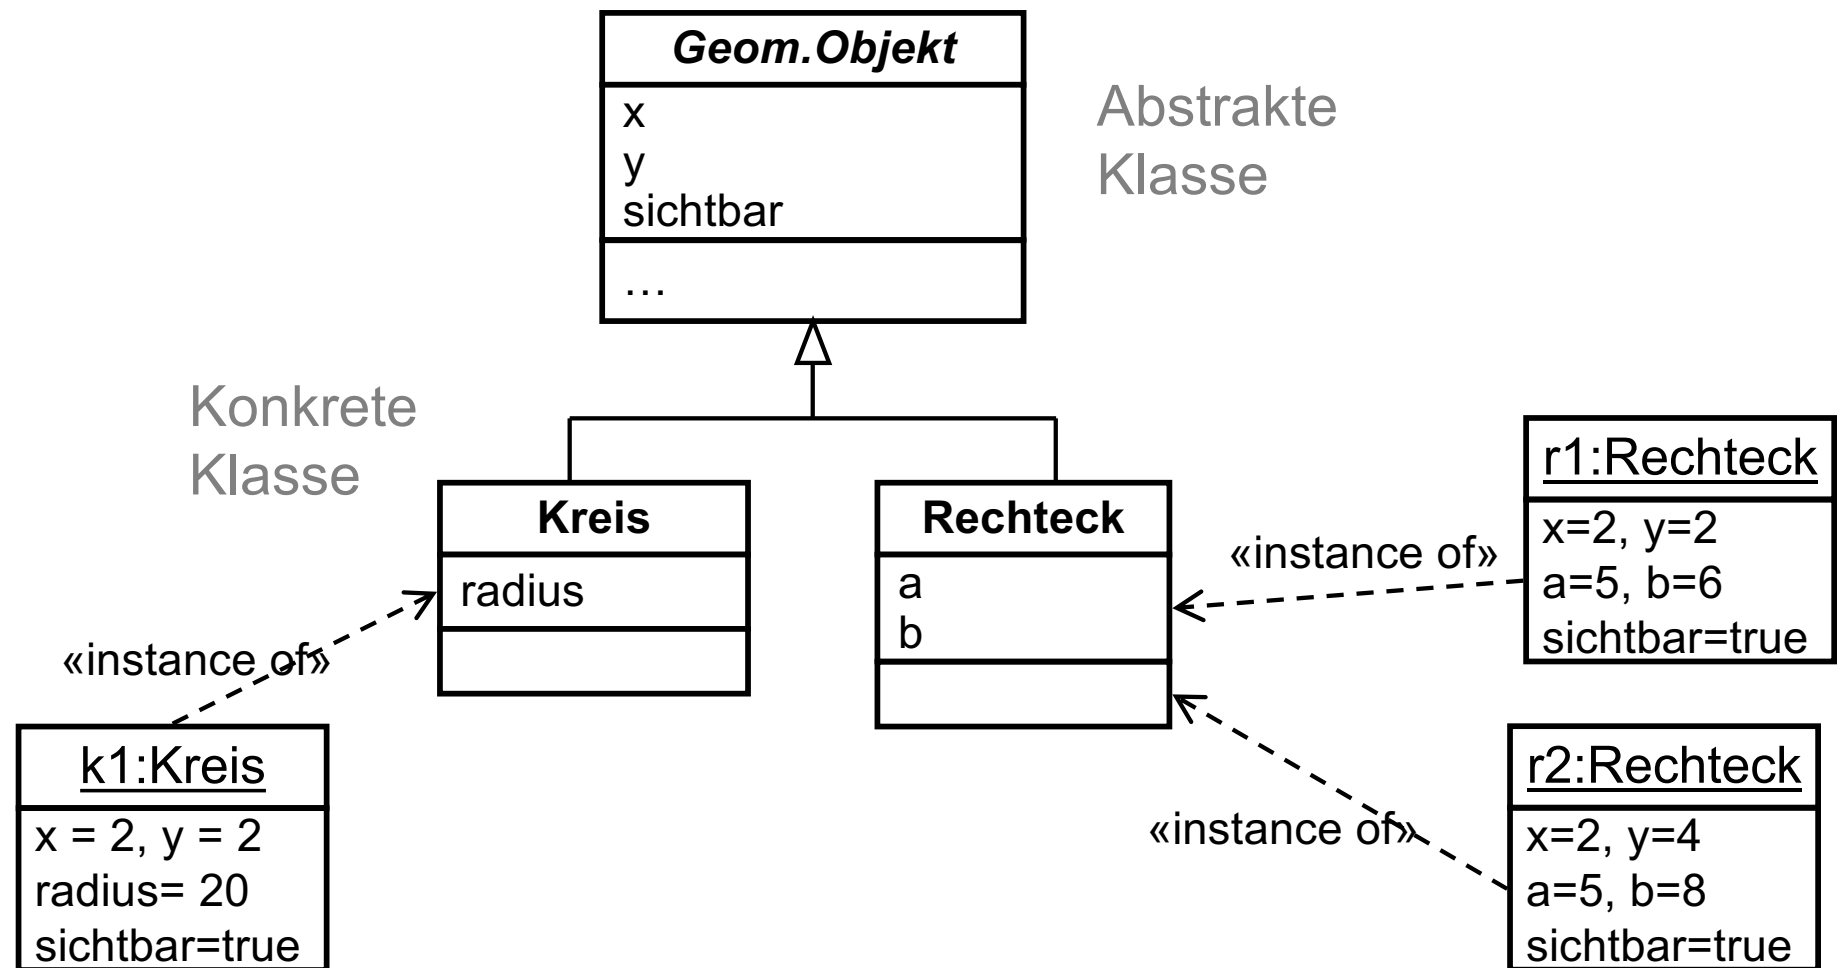 Geom.Objekt
x
y
sichtbar
…
Abstrakte
Klasse
Konkrete
Klasse
Kreis
radius
Rechteck
a
b
«instance of»
r1:Rechteck
x=2, y=2
a=5, b=6
sichtbar=true
«instance of»
k1:Kreis
x = 2, y = 2
radius= 20
sichtbar=true
«instance of»
r2:Rechteck
x=2, y=4
a=5, b=8
sichtbar=true